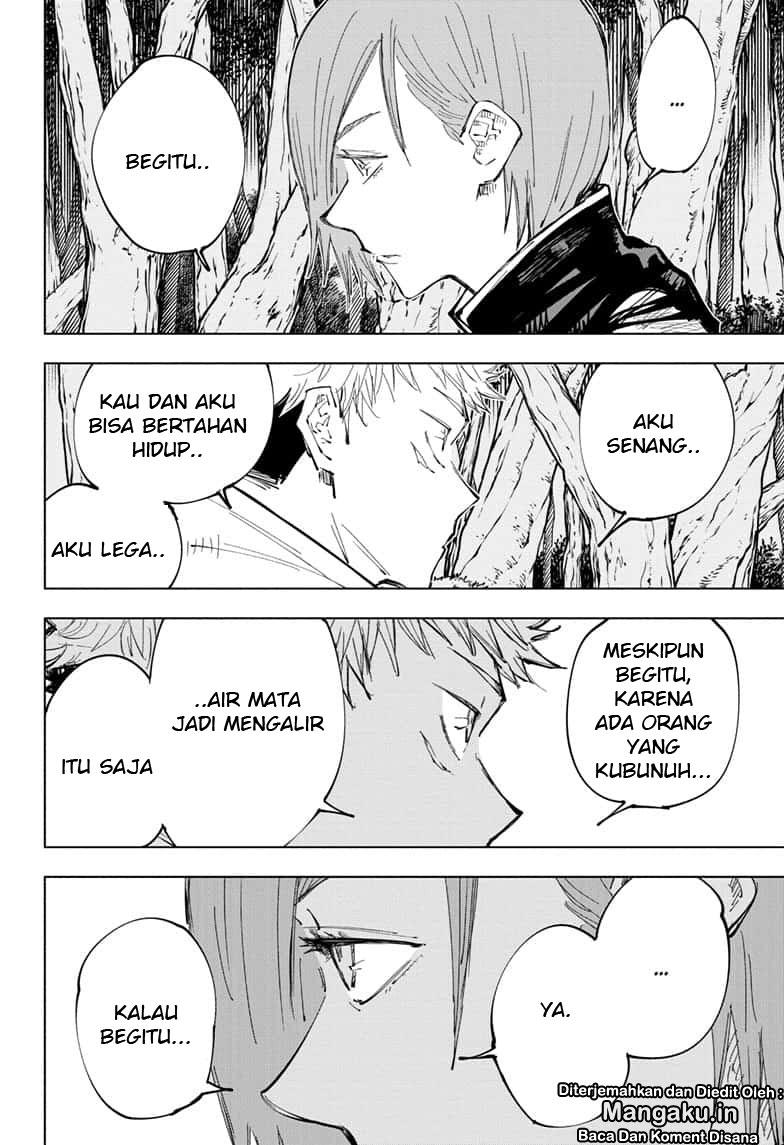 ...
BEGITU..
AKU
SENANG..
KAU DAN AKU
BISA BERTAHAN
HIDUP..
AKU LEGA..
MESKIPUN
BEGITU,
KARENA
ADA ORANG
YANG
KUBUNUH...
..AIR MATA
JADI MENGALIR
ITU SAJA
...
YA.
KALAU
BEGITU...
Diterjemahkan dan Diedit Oleh :
Mangaku.in
Baca Dan Koment Disana